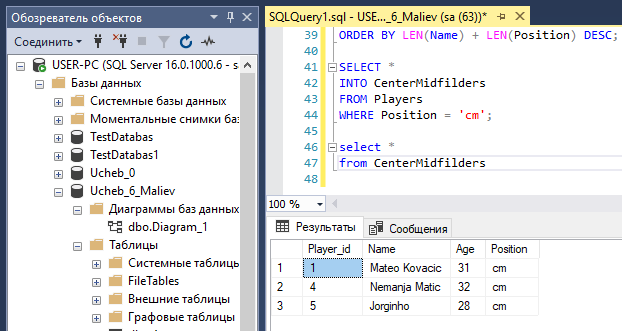 Обозреватель объектов
Соединить
USER-PC (SQL Server 16.0.1000.6 - s
Базы данных
Системные базы данных
Моментальные снимки баз
TestDatabas
TestDatabas1
Ucheb_0
Ucheb_6_Maliev
Диаграммы баз данных
dbo.Diagram_1
Таблицы
Системные таблицы
FileTables
Внешние таблицы
Графовые таблицы
SQLQuery1.sql - USE..._6_Maliev (sa (63))*
39 ORDER BY LEN(Name) + LEN(Position) DESC;
40
41 SELECT *
42 INTO CenterMidfilders
43 FROM Players
44 WHERE Position = 'cm';
45
46 select *
47 from CenterMidfilders
48
100 %
Результаты Сообщения
Player_id Name Age Position
1 1 Mateo Kovacic 31 cm
2 4 Nemanja Matic 32 cm
3 5 Jorginho 28 cm